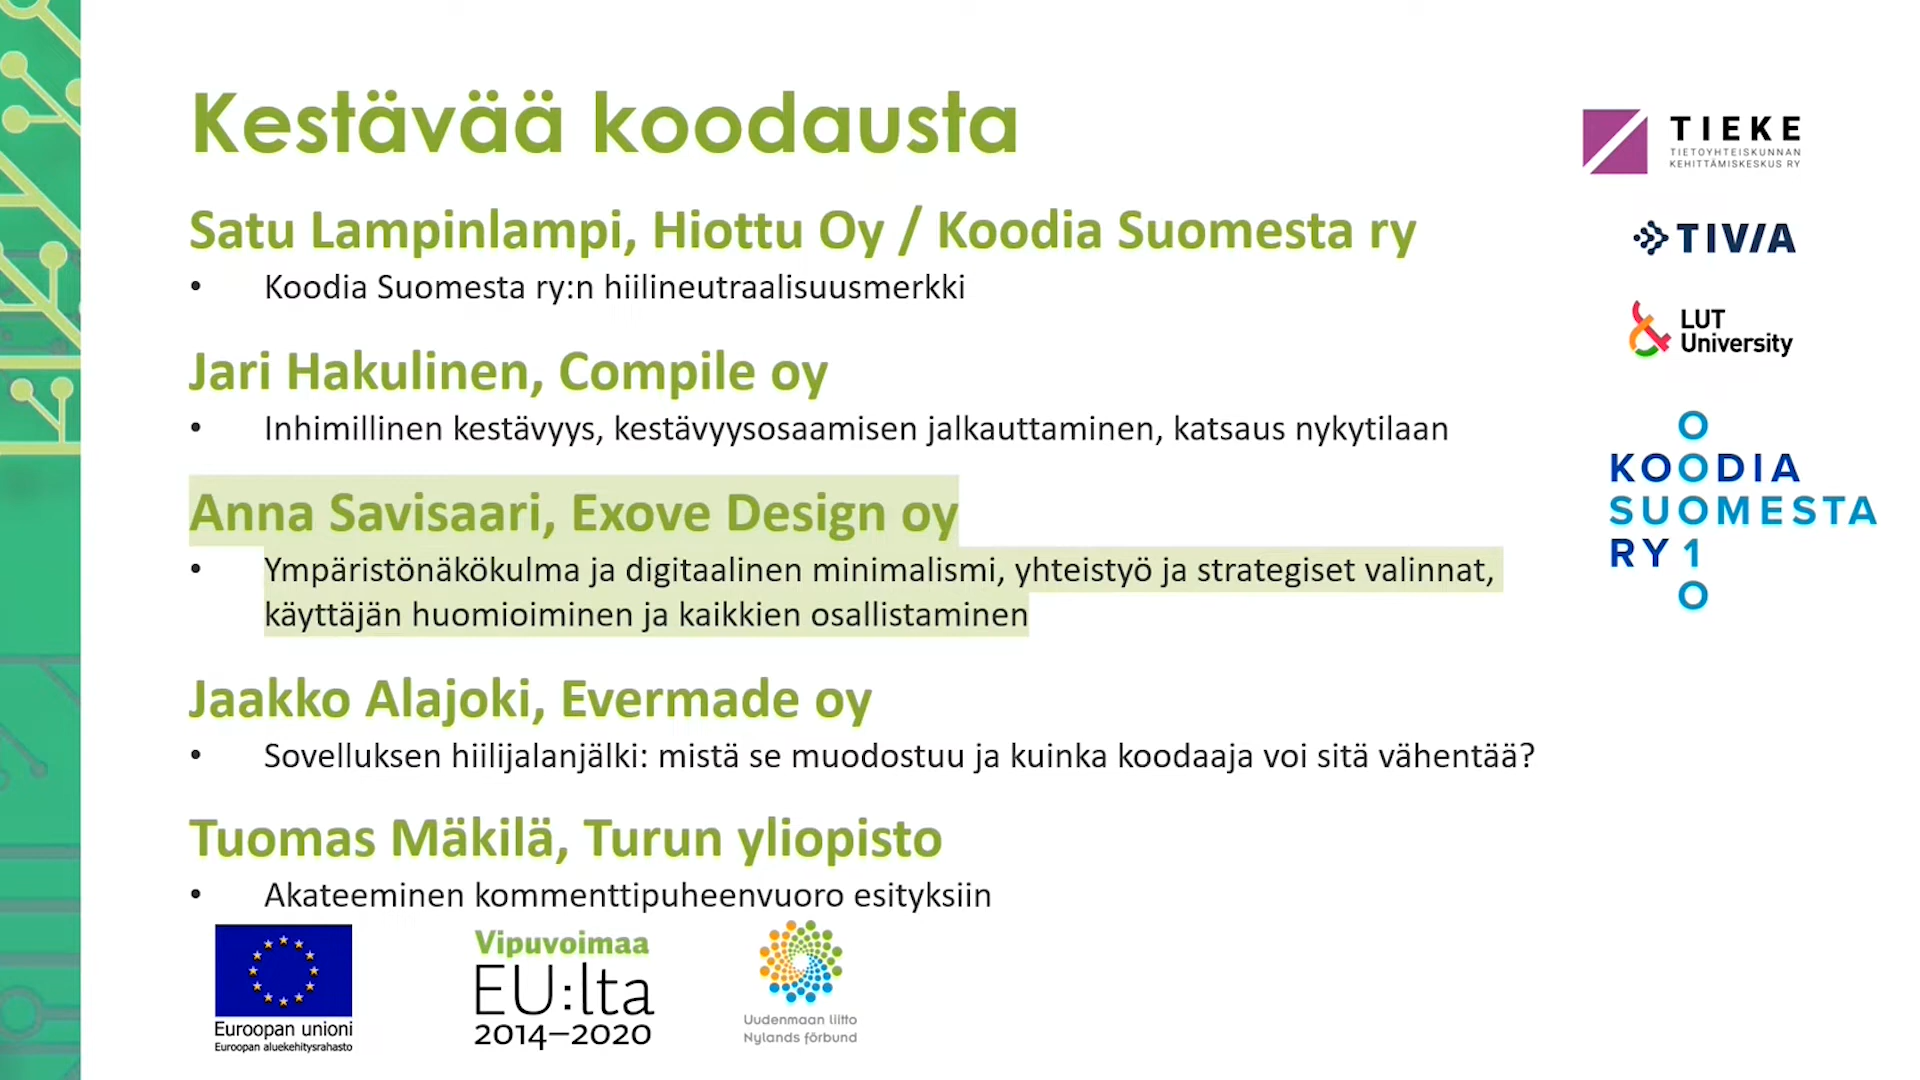 Kestävää koodausta
Satu Lampinlampi, Hiottu Oy / Koodia Suomesta ry
• Koodia Suomesta ry:n hiilineutraalisuusmerkki
Jari Hakulinen, Compile oy
• Inhimillinen kestävyys, kestävyysosaamisen jalkauttaminen, katsaus nykytilaan
Anna Savisaari, Exove Design oy
• Ympäristönäkökulma ja digitaalinen minimalismi, yhteistyö ja strategiset valinnat,
käyttäjän huomioiminen ja kaikkien osallistaminen
Jaakko Alajoki, Evermade oy
• Sovelluksen hiilijalanjälki: mistä se muodostuu ja kuinka koodaaja voi sitä vähentää?
Tuomas Mäkilä, Turun yliopisto
• Akateeminen kommenttipuheenvuoro esityksiin
Euroopan unioni
Euroopan aluekehitysrahasto
Vipuvoimaa
EU:lta
2014–2020
Uudenmaan liitto
Nylands förbund
TIEKE
TIETOYHTEISKUNNAN
KEHITTÄMISKESKUS RY
TIVIA
LUT
University
O
KOODIA
SUOMESTA
RY 1
O